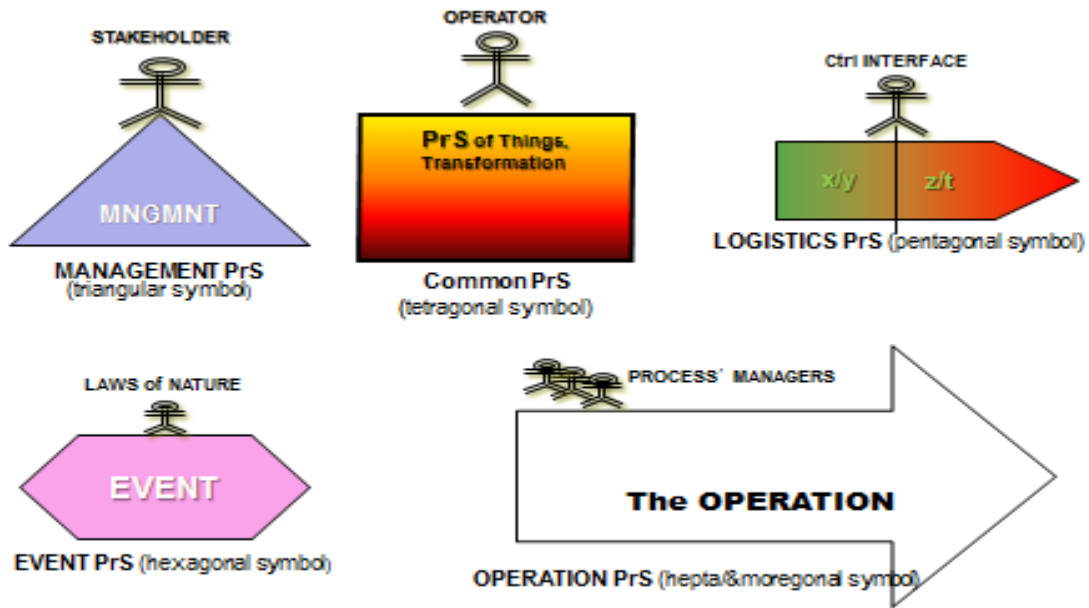 STAKEHOLDER
MNGMNT
MANAGEMENT PrS
(triangular symbol)
OPERATOR
PrS of Things,
Transformation
Common PrS
(tetragonal symbol)
Ctrl INTERFACE
x/y z/t
LOGISTICS PrS (pentagonal symbol)
LAWS of NATURE
EVENT
EVENT PrS (hexagonal symbol)
PROCESS´ MANAGERS
The OPERATION
OPERATION PrS (hepta/&moregonal symbol)